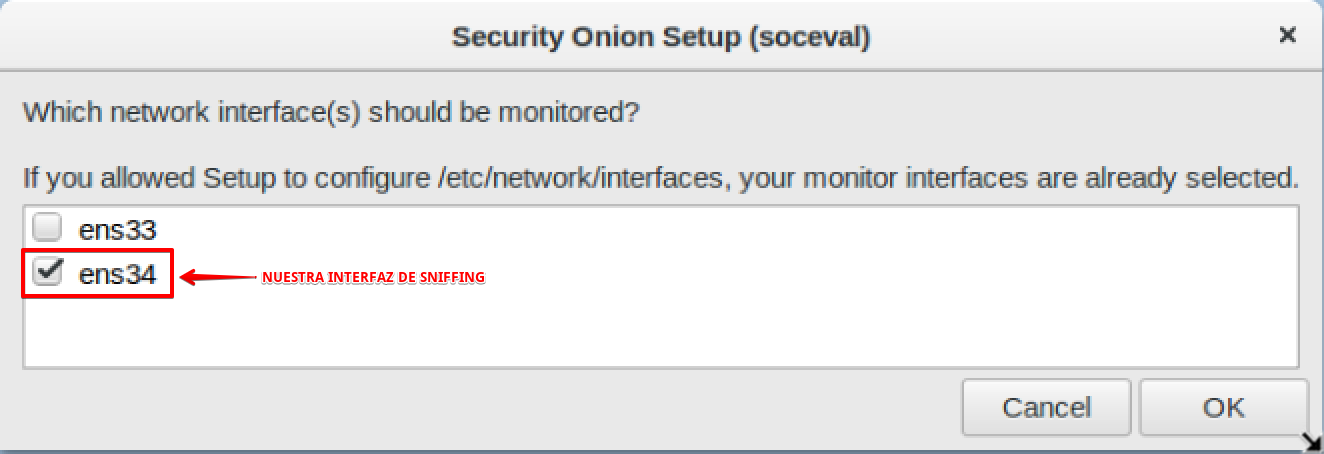 Security Onion Setup (soceval)
Which network interface(s) should be monitored?
If you allowed Setup to configure /etc/network/interfaces, your monitor interfaces are already selected.
ens33
ens34
NUESTRA INTERFAZ DE SNIFFING
Cancel
OK